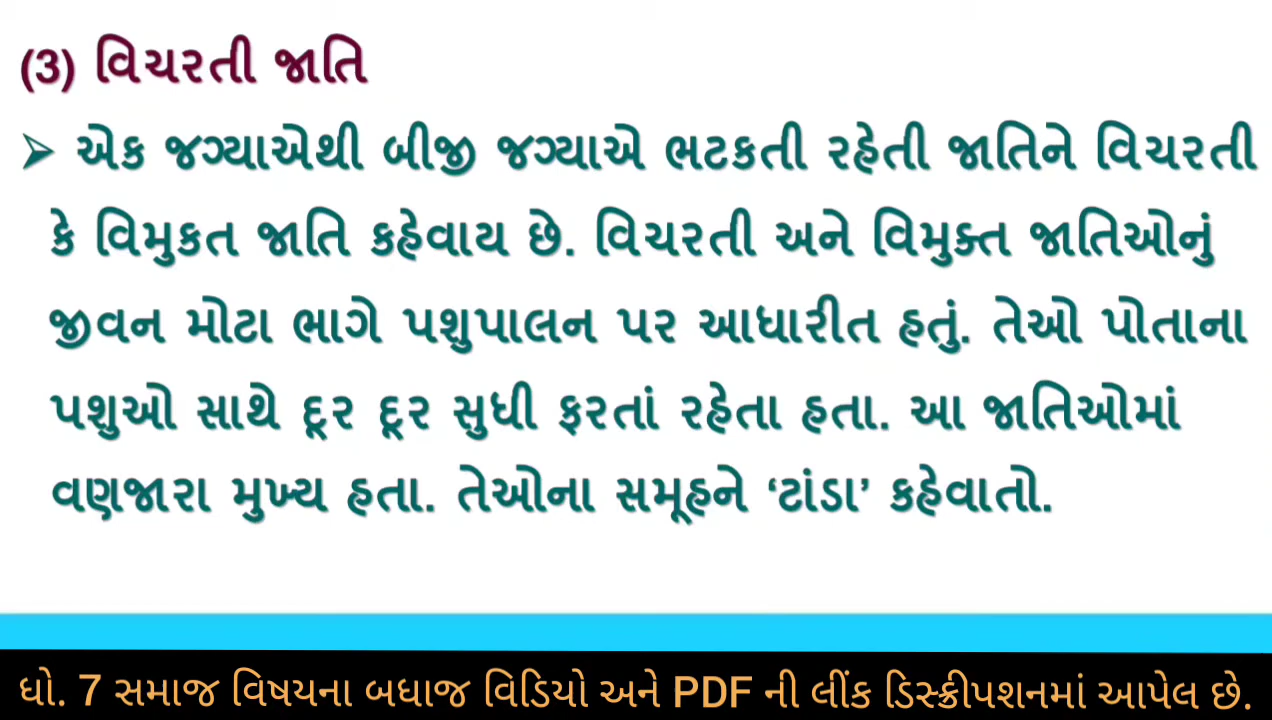 (3) વિચરતી જાતિ
➢ એક જગ્યાએથી બીજી જગ્યાએ ભટકતી રહેતી જાતિને વિચરતી
કે વિમુકત જાતિ કહેવાય છે. વિચરતી અને વિમુક્ત જાતિઓનું
જીવન મોટા ભાગે પશુપાલન પર આધારીત હતું. તેઓ પોતાના
પશુઓ સાથે દૂર દૂર સુધી ફરતાં રહેતા હતા. આ જાતિઓમાં
વણજારા મુખ્ય હતા. તેઓના સમૂહને ‘ટાંડા’ કહેવાતો.
ધો. 7 સમાજ વિષયના બધાજ વિડિયો અને PDF ની લીંક ડિસ્ક્રીપશનમાં આપેલ છે.